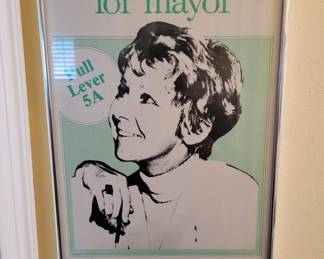 for mayor
Pull
Lever
5A